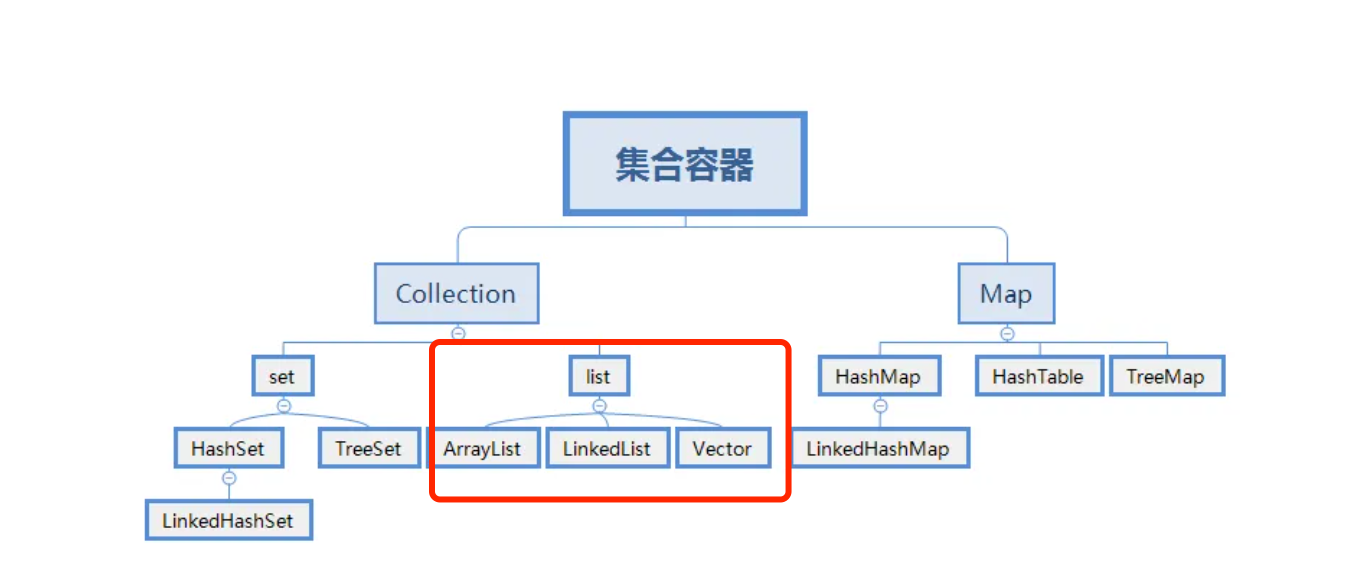 集合容器
Collection
Map
set
list
HashMap
HashTable
TreeMap
HashSet
TreeSet
ArrayList
LinkedList
Vector
LinkedHashMap
LinkedHashSet